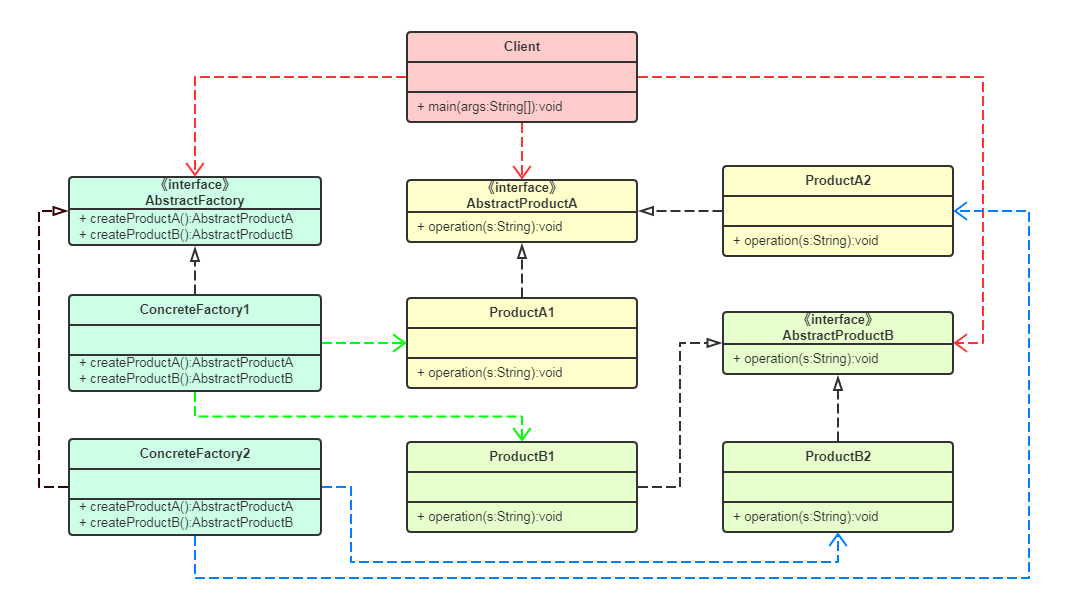 Client
+ main(args:String[]):void
《interface》
AbstractFactory
+ createProductA():AbstractProductA
+ createProductB():AbstractProductB
《interface》
AbstractProductA
+ operation(s:String):void
ProductA2
+ operation(s:String):void
ConcreteFactory1
+ createProductA():AbstractProductA
+ createProductB():AbstractProductB
ProductA1
+ operation(s:String):void
《interface》
AbstractProductB
+ operation(s:String):void
ConcreteFactory2
+ createProductA():AbstractProductA
+ createProductB():AbstractProductB
ProductB1
+ operation(s:String):void
ProductB2
+ operation(s:String):void